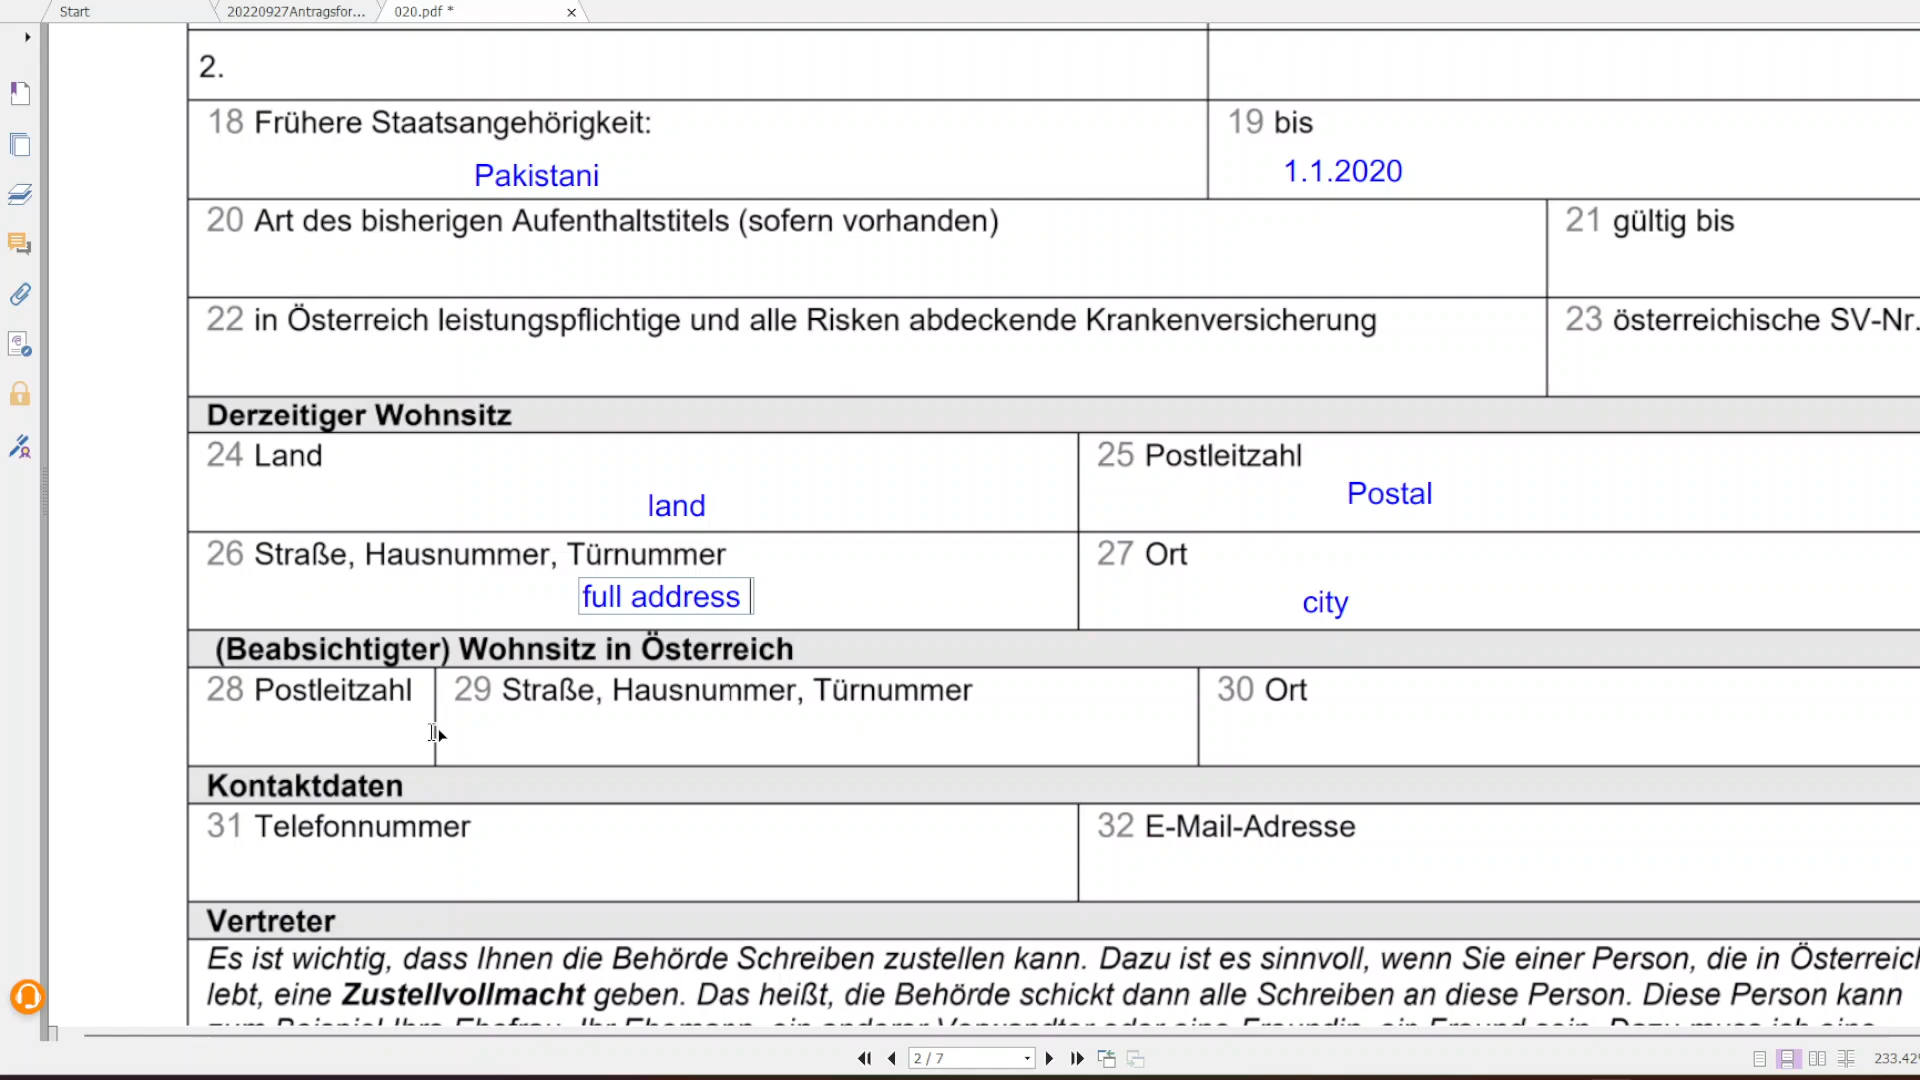 Start
20220927Antragsfor...
020.pdf *
2.
18 Frühere Staatsangehörigkeit:
19 bis
Pakistani
1.1.2020
20 Art des bisherigen Aufenthaltstitels (sofern vorhanden)
21 gültig bis
22 in Österreich leistungspflichtige und alle Risken abdeckende Krankenversicherung
23 österreichische SV-Nr.
Derzeitiger Wohnsitz
24 Land
25 Postleitzahl
land
Postal
26 Straße, Hausnummer, Türnummer
27 Ort
full address
city
(Beabsichtigter) Wohnsitz in Österreich
28 Postleitzahl
29 Straße, Hausnummer, Türnummer
30 Ort
Kontaktdaten
31 Telefonnummer
32 E-Mail-Adresse
Vertreter
Es ist wichtig, dass Ihnen die Behörde Schreiben zustellen kann. Dazu ist es sinnvoll, wenn Sie einer Person, die in Österreich
lebt, eine Zustellvollmacht geben. Das heißt, die Behörde schickt dann alle Schreiben an diese Person. Diese Person kann
2 / 7
233.42%